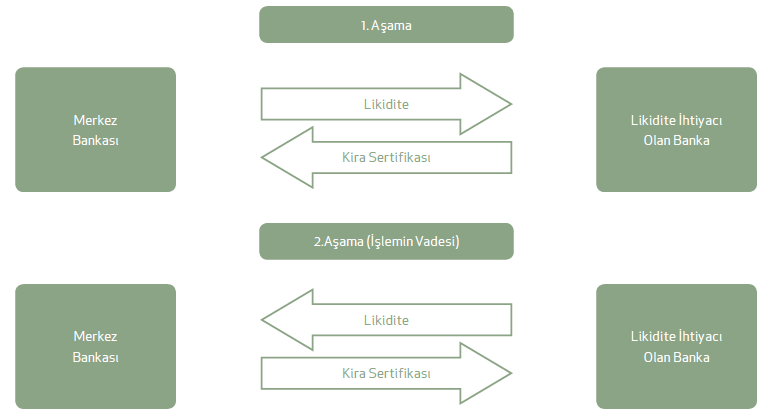 1. Aşama
Merkez
Bankası
Likidite
Kira Sertifikası
Likidite İhtiyacı
Olan Banka
2.Aşama (İşlemin Vadesi)
Merkez
Bankası
Likidite
Kira Sertifikası
Likidite İhtiyacı
Olan Banka